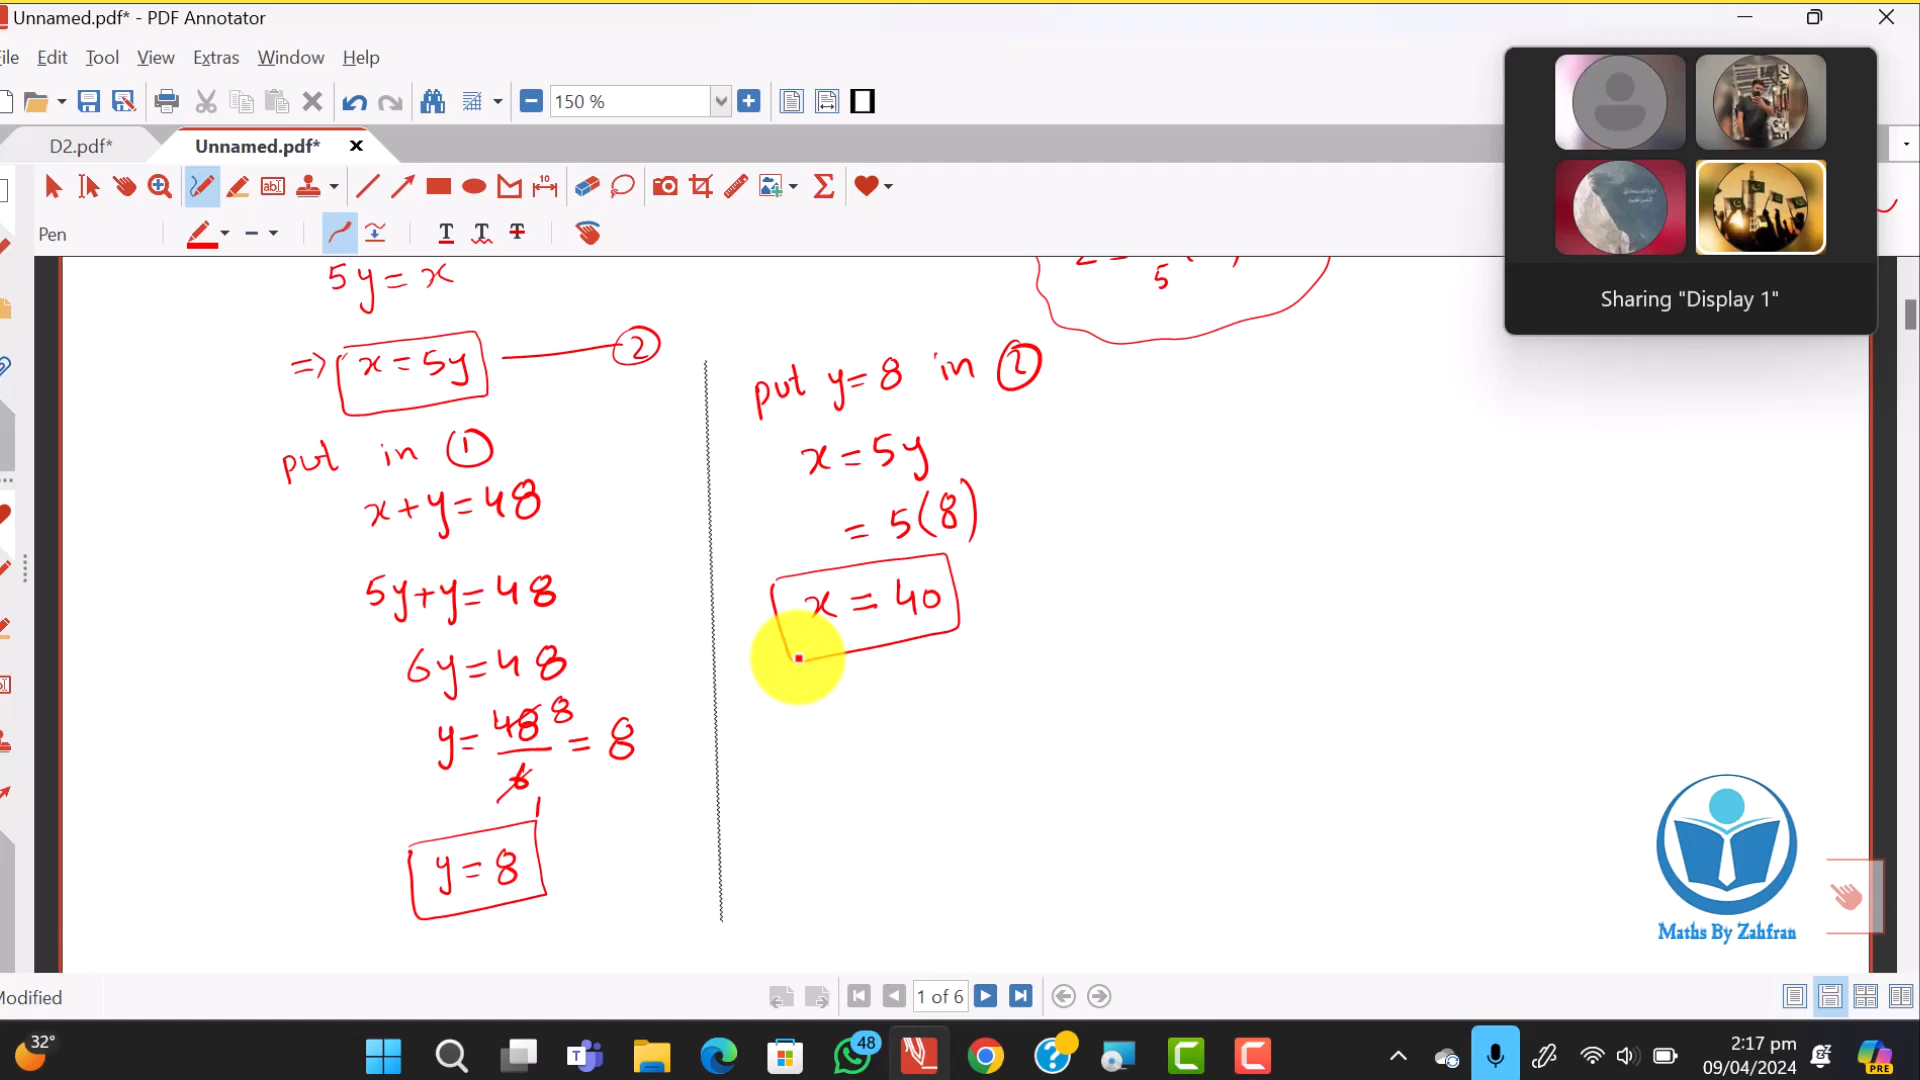 Unnamed.pdf* - PDF Annotator
File Edit Tool View Extras Window Help
150 %
D2.pdf* Unnamed.pdf*
Pen
Sharing "Display 1"
5y = x
5
=> x = 5y ②
put in ①
x + y = 48
5y + y = 48
6y = 48
y = 48 8
6
1
= 8
y = 8
put y = 8 in ②
x = 5y
= 5(8)
x = 40
Maths By Zahfran
Modified
1 of 6
32°
48
PRE
2:17 pm
09/04/2024